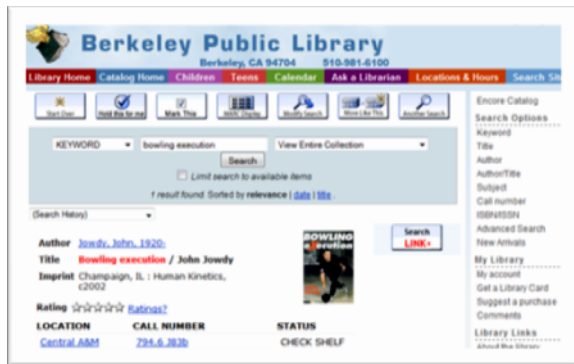 Berkeley Public Library
Berkeley, CA 94704 510-981-6100
Library Home Catalog Home Children Teens Calendar Ask a Librarian Locations & Hours Search Sit
Start Over Hold this for me Mark This MARC Display Modify Search More Like This Another Search
KEYWORD bowling execution View Entire Collection
Search
Limit search to available items
1 result found. Sorted by relevance | date | title
(Search History)
Author Jowdy, John, 1920-
Title Bowling execution / John Jowdy
Imprint Champaign, IL : Human Kinetics,
c2002
Rating Ratings?
LOCATION CALL NUMBER STATUS
Central A&M 794.6 J83b CHECK SHELF
BOWLING
execution
Search
LINK+
Encore Catalog
Search Options
Keyword
Title
Author
Author/Title
Subject
Call number
ISBN/ISSN
Advanced Search
New Arrivals
My Library
My account
Get a Library Card
Suggest a purchase
Comments
Library Links
About the library